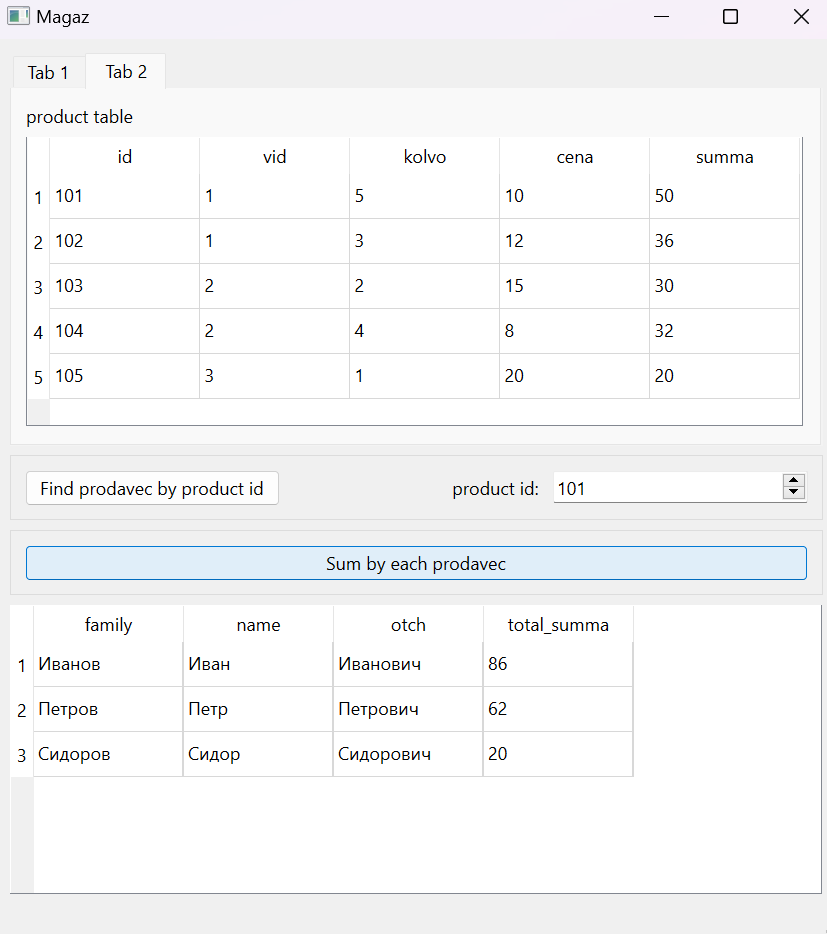 Magaz
Tab 1 Tab 2
product table
id vid kolvo cena summa
1 101 1 5 10 50
2 102 1 3 12 36
3 103 2 2 15 30
4 104 2 4 8 32
5 105 3 1 20 20
Find prodavec by product id product id: 101
Sum by each prodavec
family name otch total_summa
1 Иванов Иван Иванович 86
2 Петров Петр Петрович 62
3 Сидоров Сидор Сидорович 20